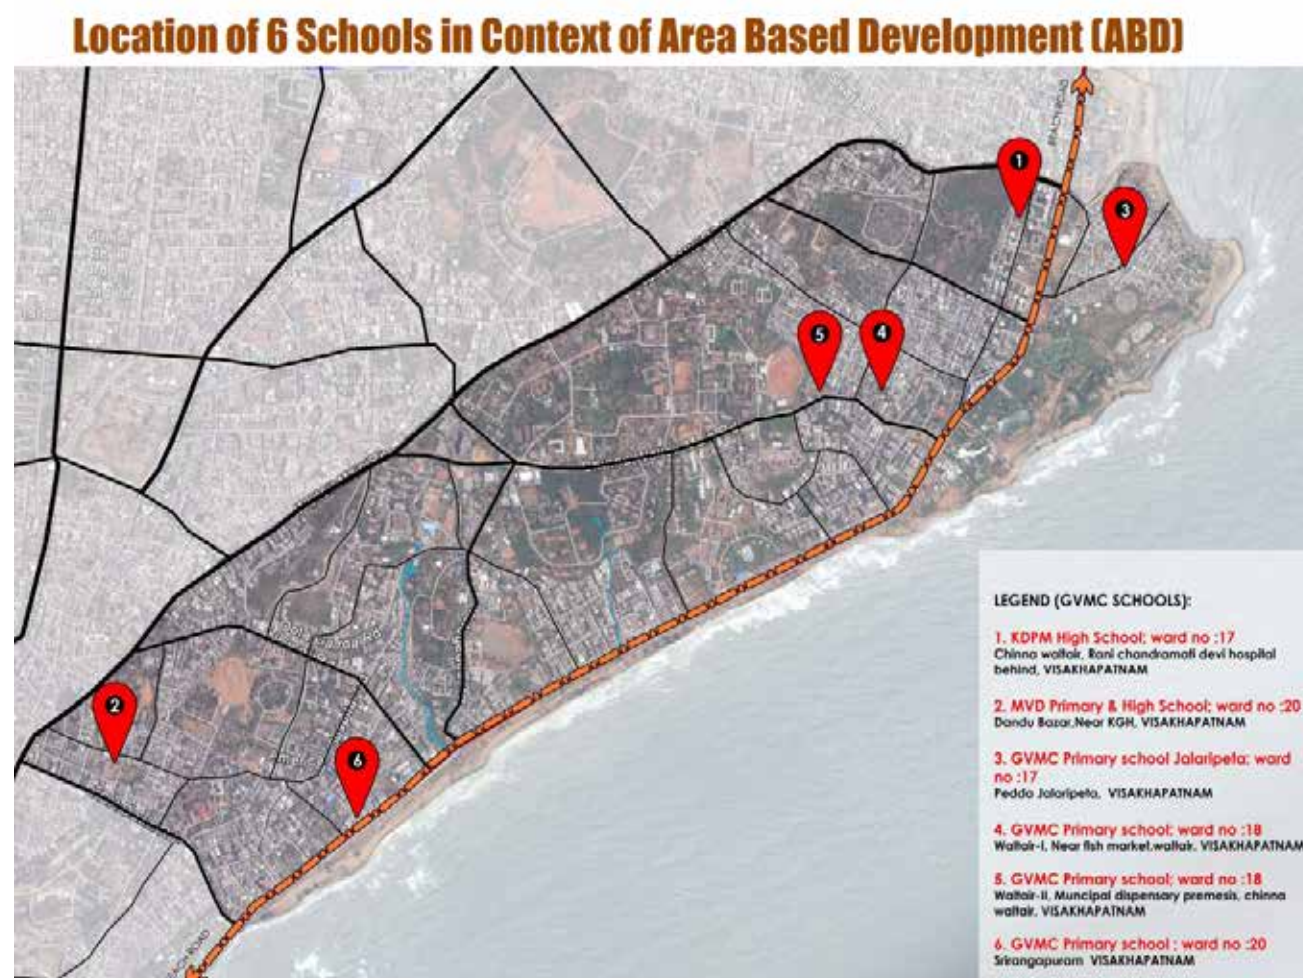 Location of 6 Schools in Context of Area Based Development (ABD)
BEACH ROAD
1
3
5
4
2
6
LEGEND (GVMC SCHOOLS):
1. KDPM High School; ward no :17
Chinna waltair, Rani chandramati devi hospital
behind, VISAKHAPATNAM
2. MVD Primary & High School; ward no :20
Dandu Bazar,Near KGH, VISAKHAPATNAM
3. GVMC Primary school Jalaripeta; ward
no :17
Pedda Jalaripeta, VISAKHAPATNAM
4. GVMC Primary school; ward no :18
Waltair-I, Near fish market,waltair, VISAKHAPATNAM
5. GVMC Primary school; ward no :18
Waltair-II, Muncipal dispensary premesis, chinna
waltair, VISAKHAPATNAM
6. GVMC Primary school ; ward no :20
Srirangapuram VISAKHAPATNAM
ROAD